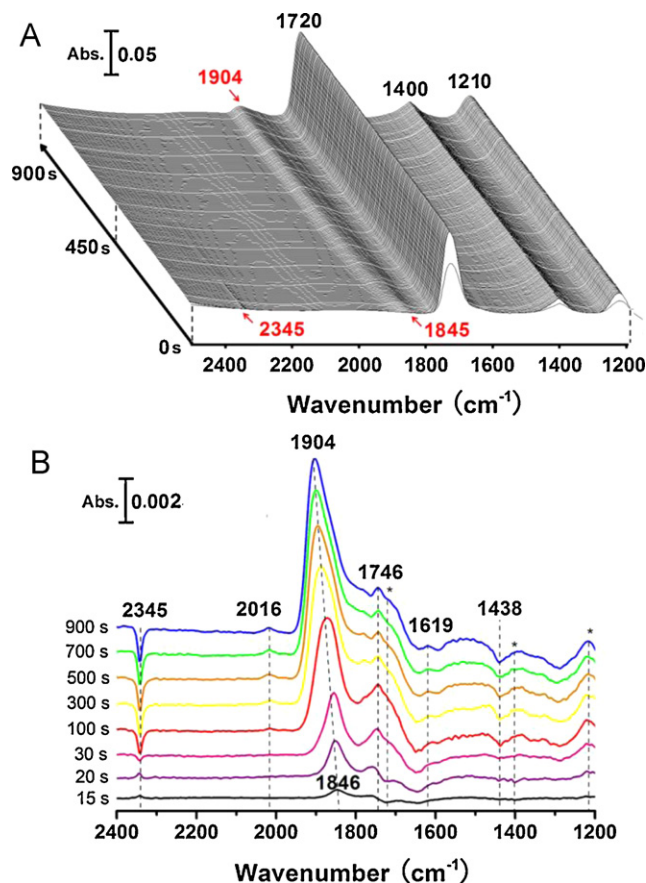 A
Abs. 0.05
1720
1904
1400
1210
900 s
450 s
0 s
2345
1845
2400 2200 2000 1800 1600 1400 1200
Wavenumber (cm⁻¹)
B
1904
Abs. 0.002
2345
2016
1746
*
1619
1438
*
*
900 s
700 s
500 s
300 s
100 s
30 s
20 s
15 s
1846
2400 2200 2000 1800 1600 1400 1200
Wavenumber (cm⁻¹)